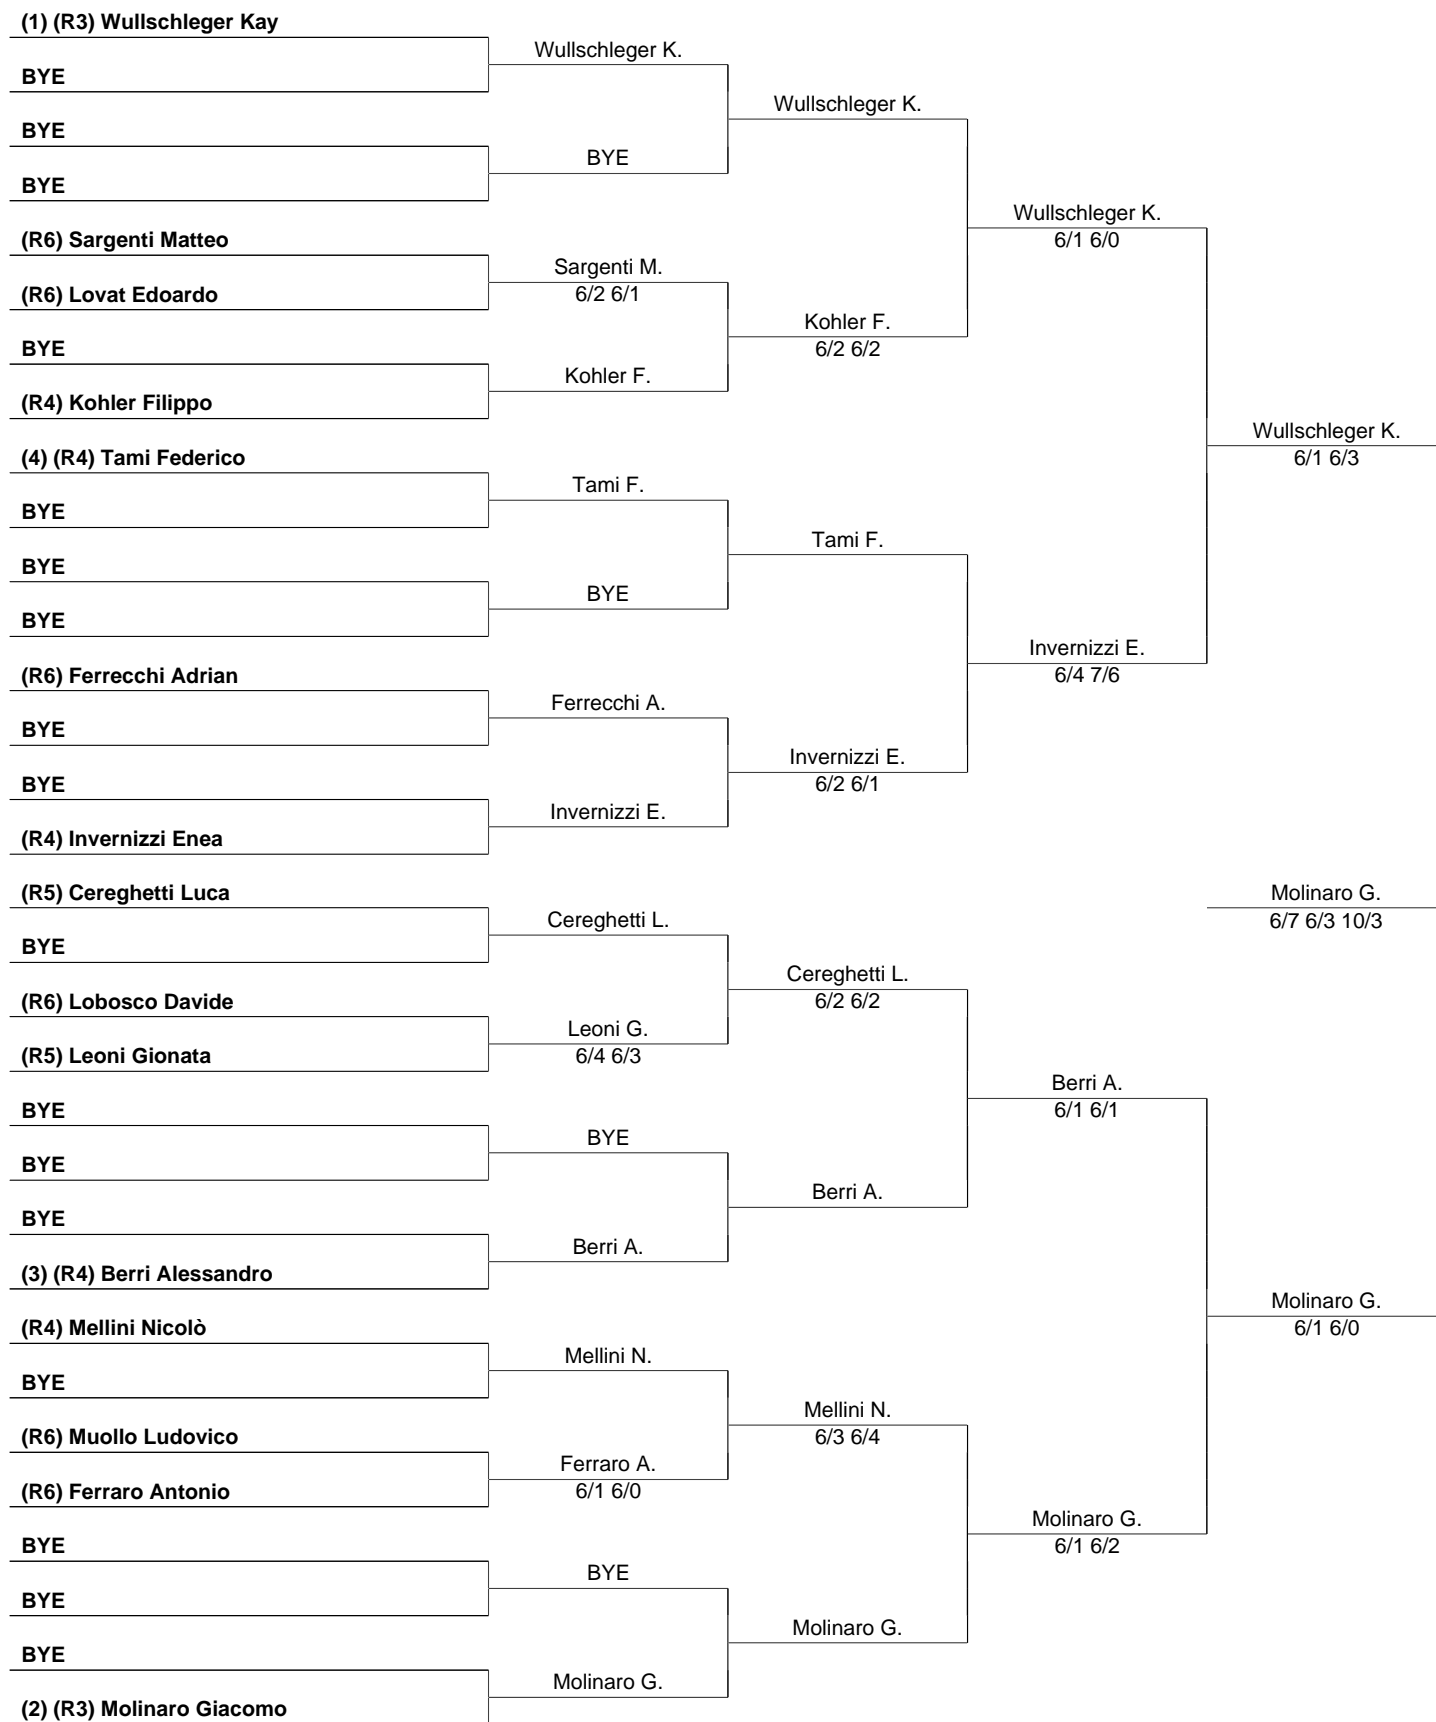 (1) (R3) Wullschleger Kay
Wullschleger K.
BYE
Wullschleger K.
BYE
BYE
BYE
Wullschleger K.
6/1 6/0
(R6) Sargenti Matteo
Sargenti M.
6/2 6/1
(R6) Lovat Edoardo
Kohler F.
6/2 6/2
BYE
Kohler F.
(R4) Kohler Filippo
Wullschleger K.
6/1 6/3
(4) (R4) Tami Federico
Tami F.
BYE
Tami F.
BYE
BYE
BYE
Invernizzi E.
6/4 7/6
(R6) Ferrecchi Adrian
Ferrecchi A.
BYE
Invernizzi E.
6/2 6/1
BYE
Invernizzi E.
(R4) Invernizzi Enea
(R5) Cereghetti Luca
Molinaro G.
6/7 6/3 10/3
Cereghetti L.
BYE
Cereghetti L.
6/2 6/2
(R6) Lobosco Davide
Leoni G.
6/4 6/3
(R5) Leoni Gionata
Berri A.
6/1 6/1
BYE
BYE
BYE
Berri A.
BYE
Berri A.
(3) (R4) Berri Alessandro
Molinaro G.
6/1 6/0
(R4) Mellini Nicolò
Mellini N.
BYE
Mellini N.
6/3 6/4
(R6) Muollo Ludovico
Ferraro A.
6/1 6/0
(R6) Ferraro Antonio
Molinaro G.
6/1 6/2
BYE
BYE
BYE
Molinaro G.
BYE
Molinaro G.
(2) (R3) Molinaro Giacomo